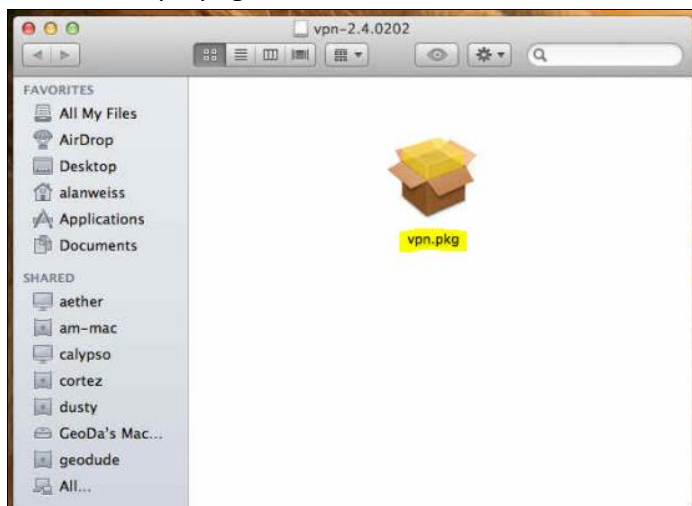 vpn-2.4.0202
FAVORITES
All My Files
AirDrop
Desktop
alanweiss
Applications
Documents
SHARED
aether
am-mac
calypso
cortez
dusty
GeoDa's Mac...
geodude
All...
vpn.pkg